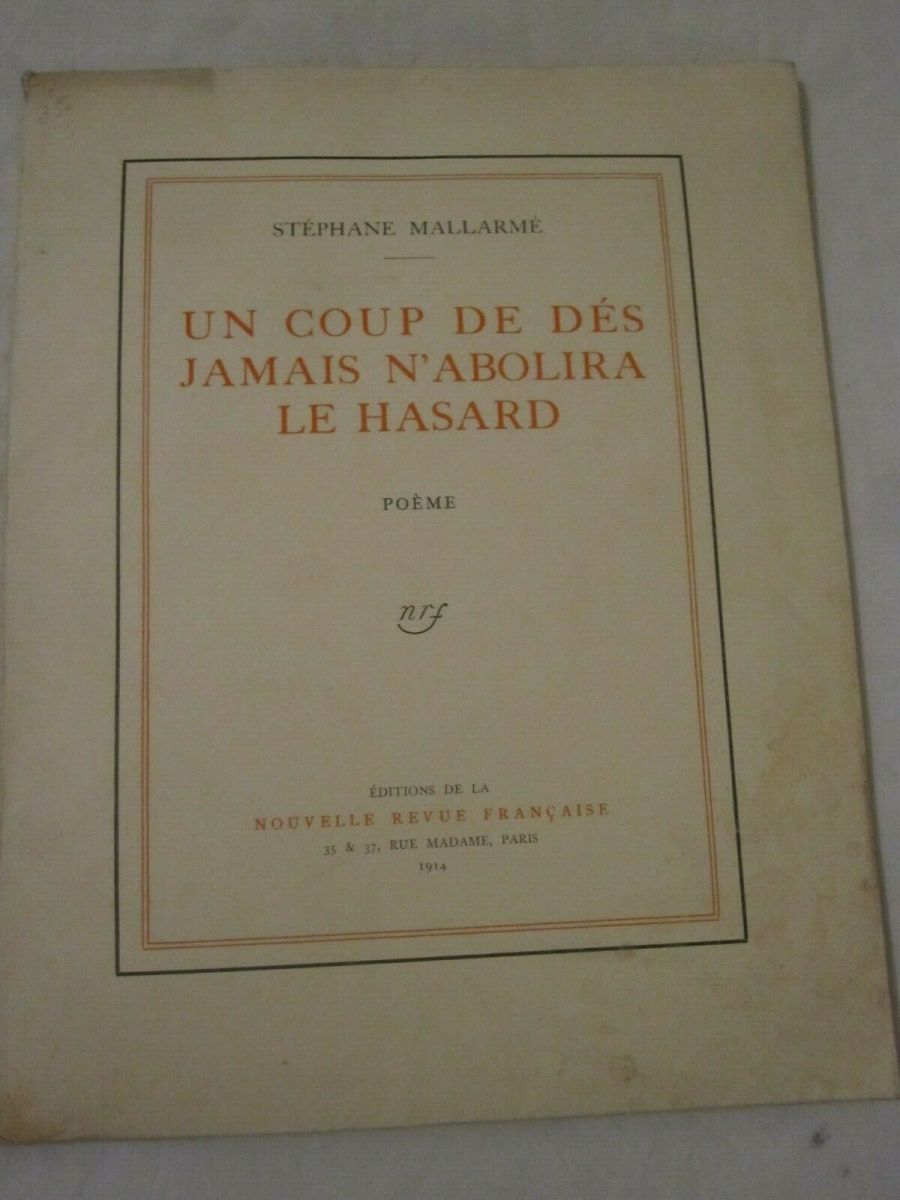 STÉPHANE MALLARMÉ
UN COUP DE DÉS
JAMAIS N'ABOLIRA
LE HASARD
POÈME
nrf
ÉDITIONS DE LA
NOUVELLE REVUE FRANÇAISE
35 & 37, RUE MADAME, PARIS
1914